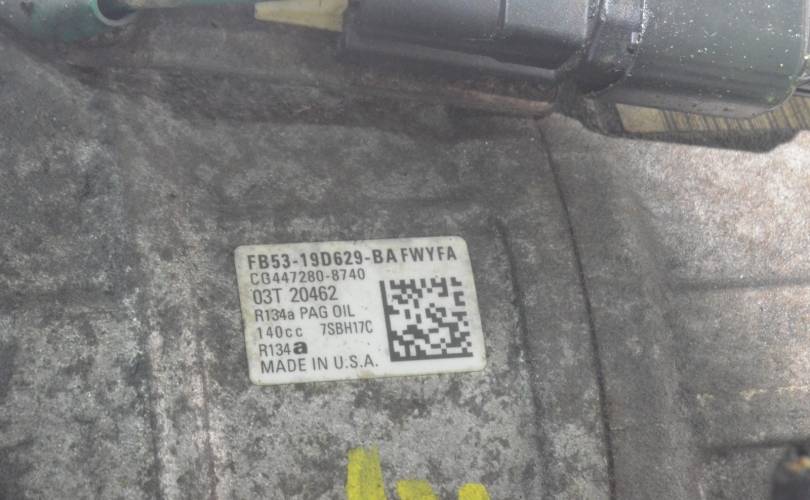 FB53-19D629-BA FWYFA
CG447280-8740
03T 20462
R134a PAG OIL
140cc 7SBH17C
R134a
MADE IN U.S.A.